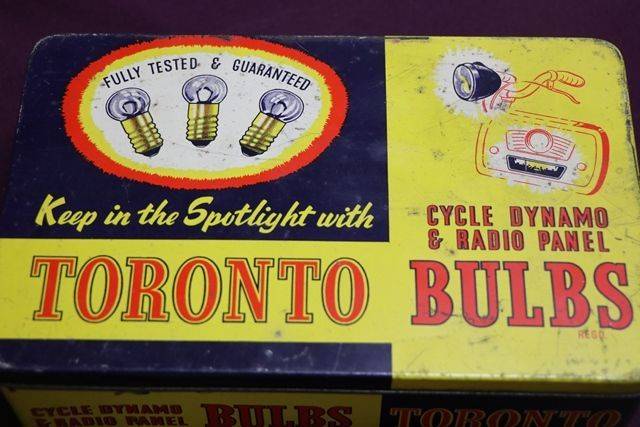 FULLY TESTED & GUARANTEED
Keep in the Spotlight with
TORONTO
CYCLE DYNAMO
& RADIO PANEL
BULBS
REGD.
CYCLE DYNAMO
& RADIO PANEL
BULBS
TORONTO